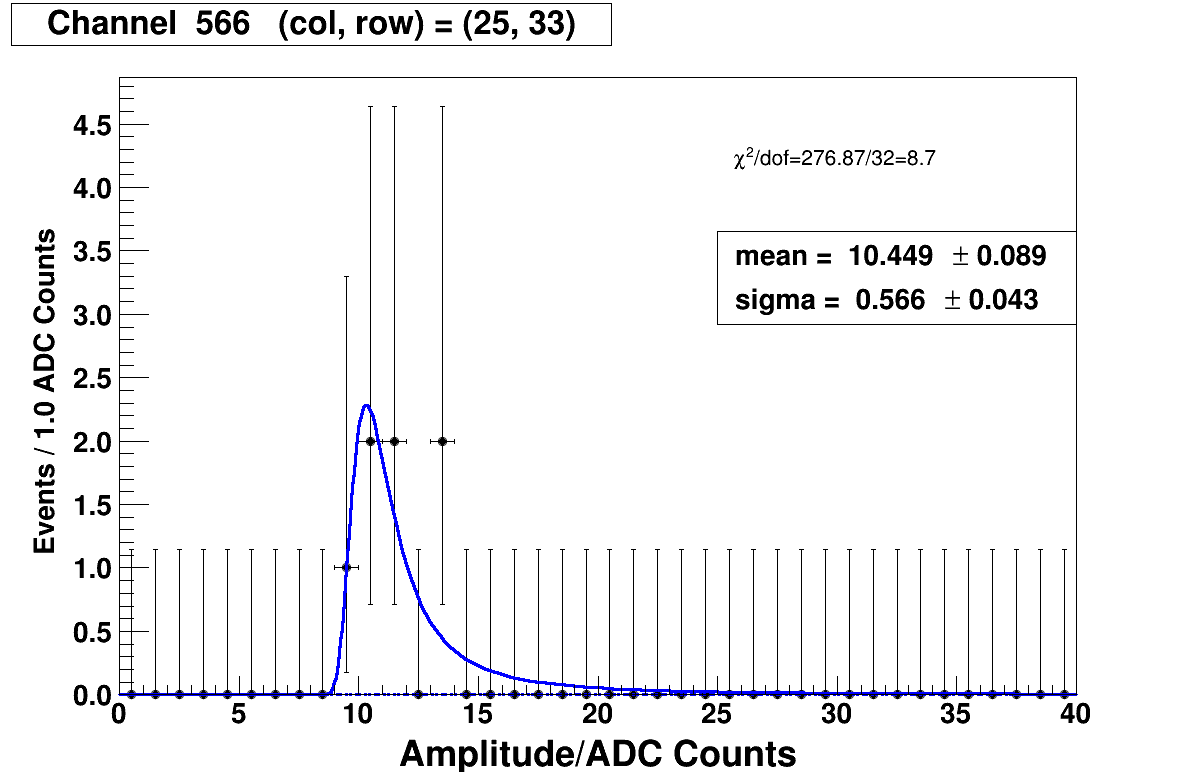 Channel 566 (col, row) = (25, 33)
χ²/dof=276.87/32=8.7
mean = 10.449 ± 0.089
sigma = 0.566 ± 0.043
Events / 1.0 ADC Counts
4.5
4.0
3.5
3.0
2.5
2.0
1.5
1.0
0.5
0.0
0 5 10 15 20 25 30 35 40
Amplitude/ADC Counts